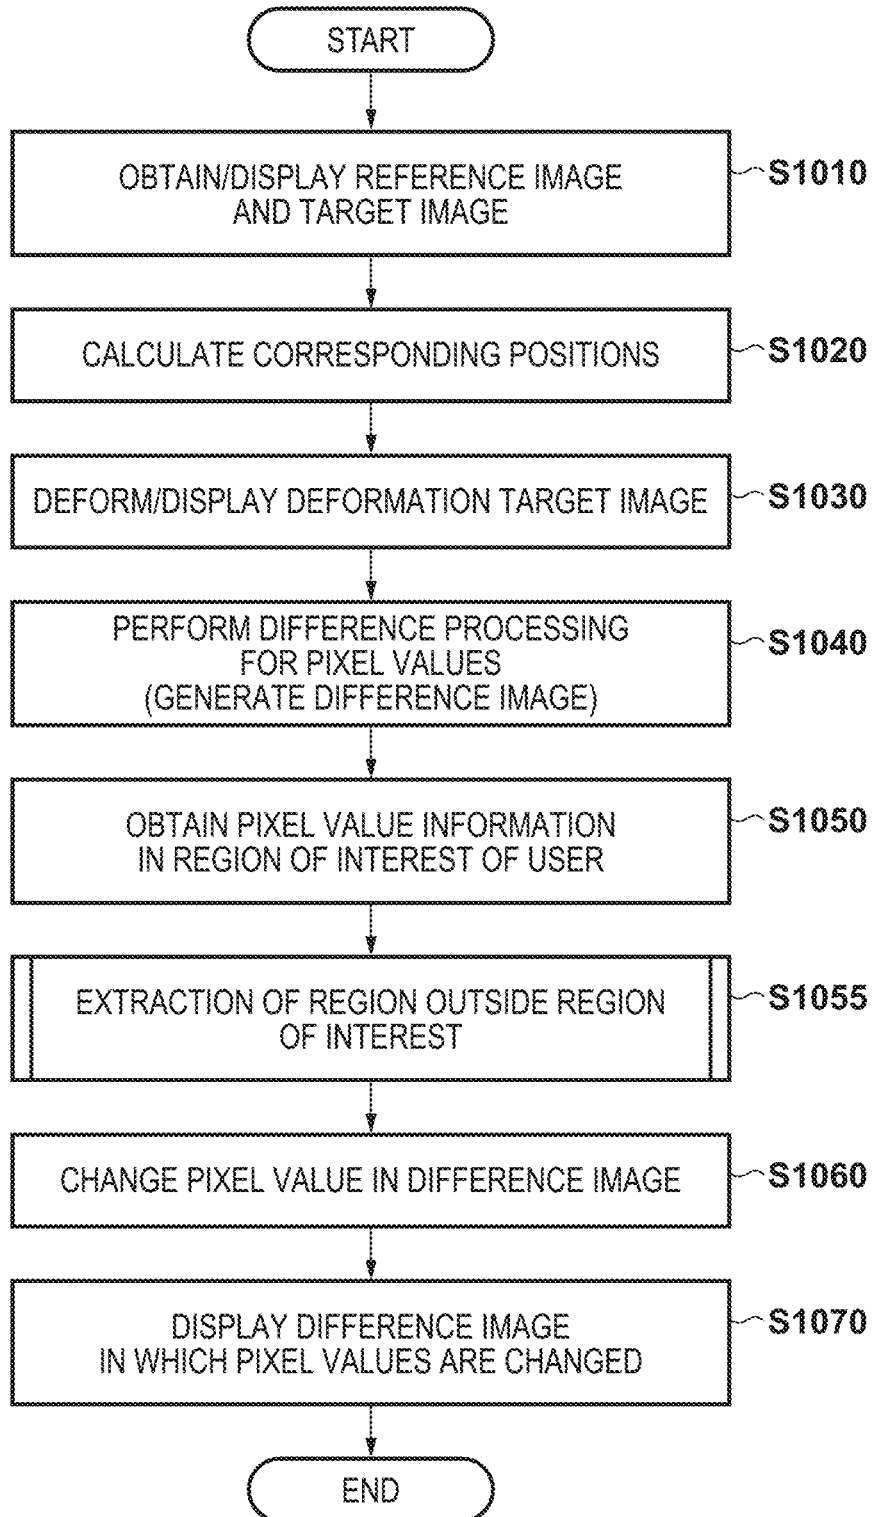 START
OBTAIN/DISPLAY REFERENCE IMAGE
AND TARGET IMAGE
S1010
CALCULATE CORRESPONDING POSITIONS
S1020
DEFORM/DISPLAY DEFORMATION TARGET IMAGE
S1030
PERFORM DIFFERENCE PROCESSING
FOR PIXEL VALUES
(GENERATE DIFFERENCE IMAGE)
S1040
OBTAIN PIXEL VALUE INFORMATION
IN REGION OF INTEREST OF USER
S1050
EXTRACTION OF REGION OUTSIDE REGION
OF INTEREST
S1055
CHANGE PIXEL VALUE IN DIFFERENCE IMAGE
S1060
DISPLAY DIFFERENCE IMAGE
IN WHICH PIXEL VALUES ARE CHANGED
S1070
END